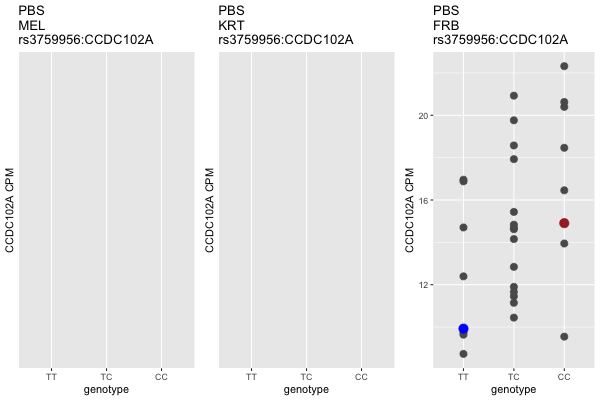 PBS
MEL
rs3759956:CCDC102A
CCDC102A CPM
TT
TC
CC
genotype
PBS
KRT
rs3759956:CCDC102A
CCDC102A CPM
TT
TC
CC
genotype
PBS
FRB
rs3759956:CCDC102A
CCDC102A CPM
20
16
12
TT
TC
CC
genotype